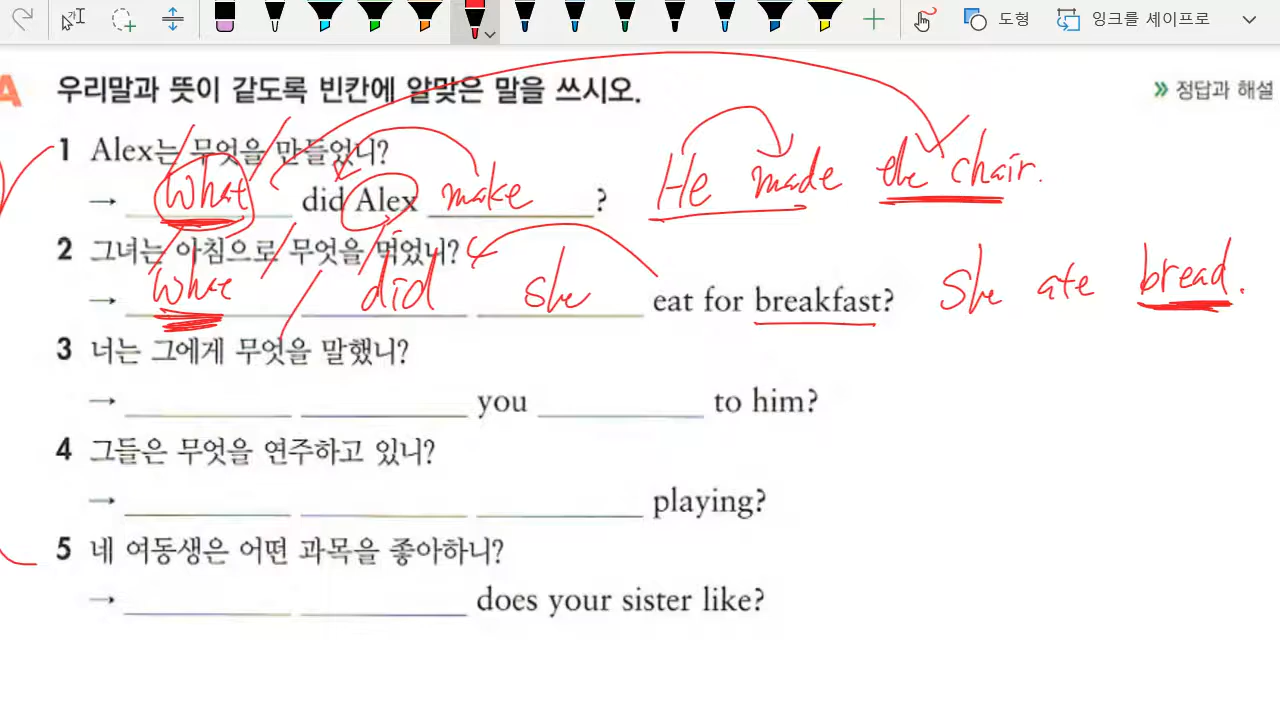 도형
잉크를 셰이프로
A 우리말과 뜻이 같도록 빈칸에 알맞은 말을 쓰시오.
정답과 해설
1 Alex는 무엇을 만들었니?
→ what did Alex make ? He made the chair.
2 그녀는 아침으로 무엇을 먹었니?
→ what did she eat for breakfast? She ate bread.
3 너는 그에게 무엇을 말했니?
→ you to him?
4 그들은 무엇을 연주하고 있니?
→ playing?
5 네 여동생은 어떤 과목을 좋아하니?
→ does your sister like?